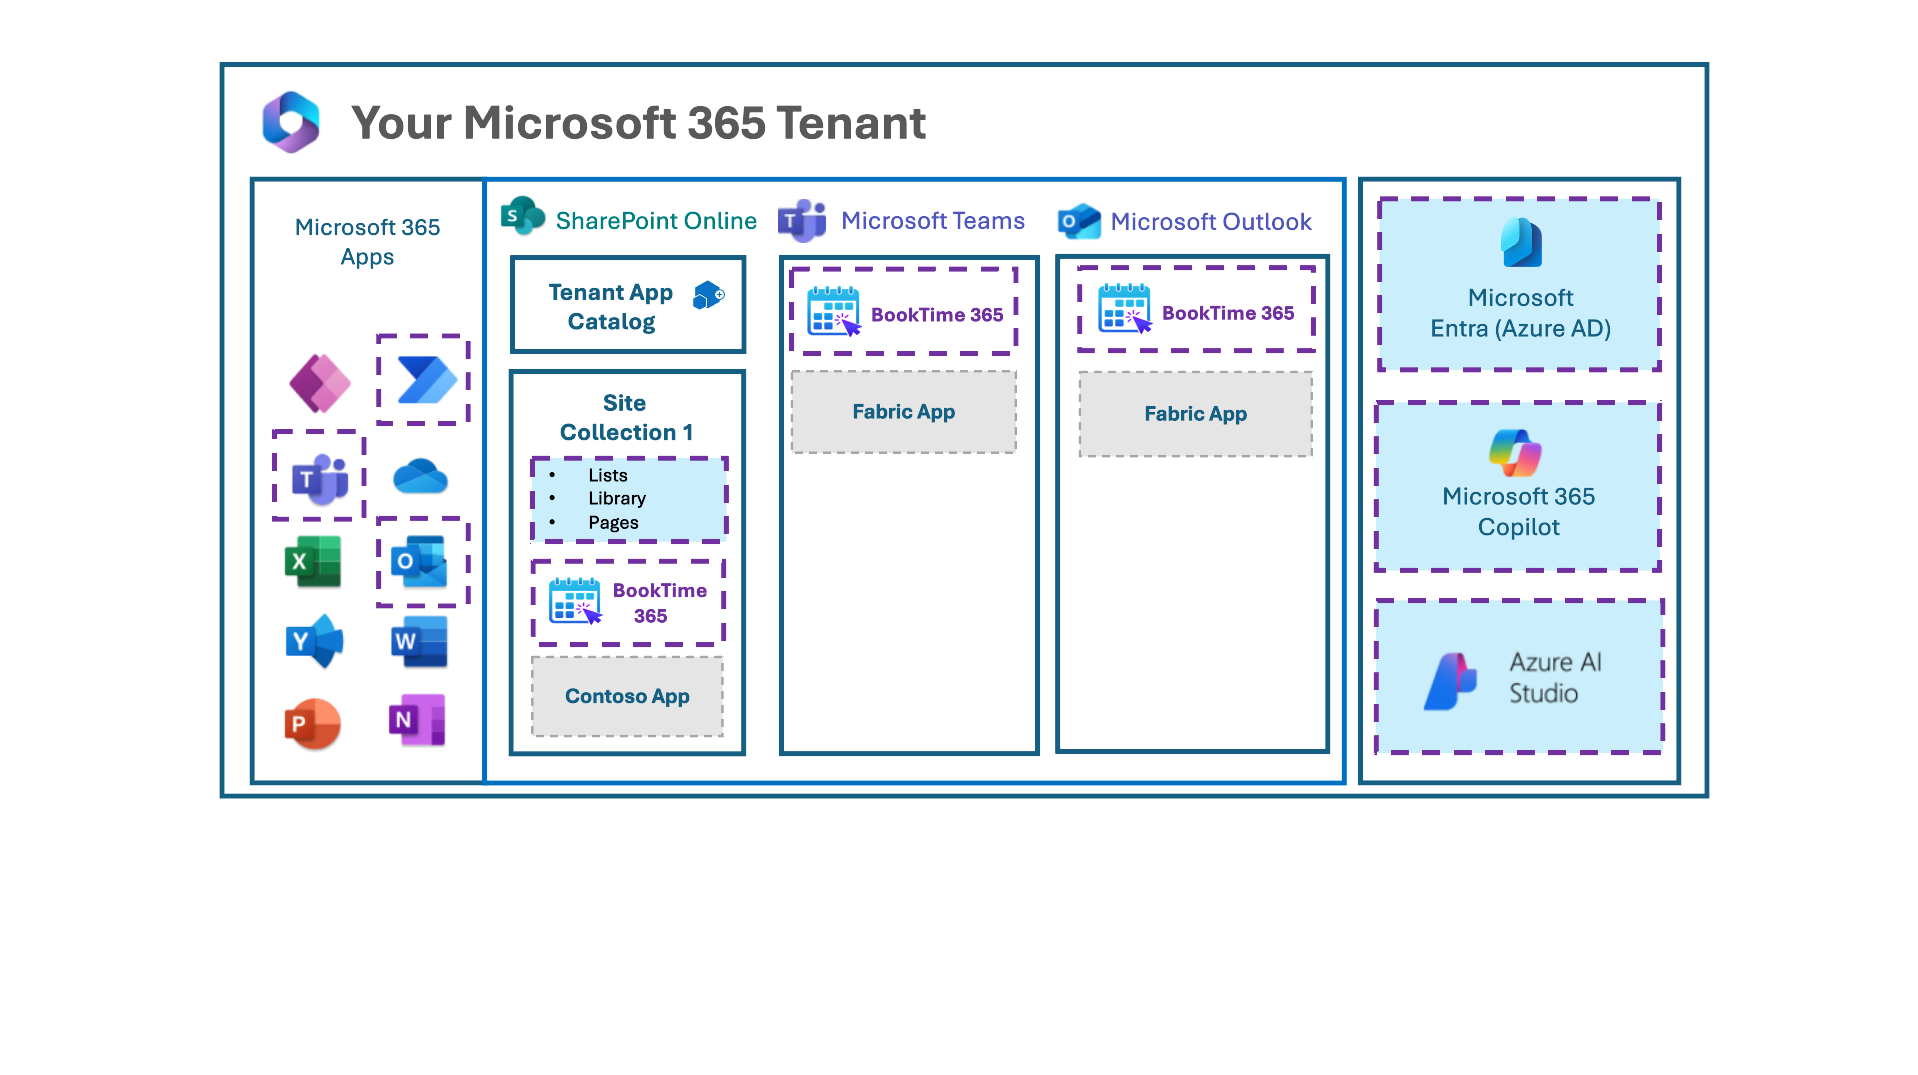 Your Microsoft 365 Tenant
Microsoft 365
Apps
T
X
O
Y
W
P
N
S
SharePoint Online
Tenant App
Catalog
Site
Collection 1
• Lists
• Library
• Pages
BookTime
365
Contoso App
T
Microsoft Teams
BookTime 365
Fabric App
O
Microsoft Outlook
BookTime 365
Fabric App
Microsoft
Entra (Azure AD)
Microsoft 365
Copilot
Azure AI
Studio